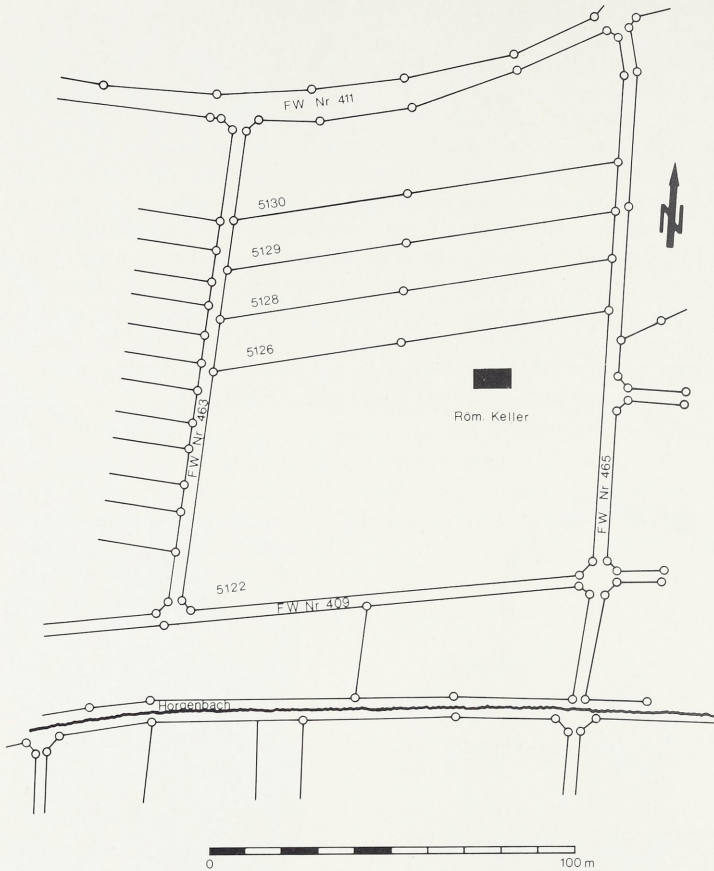 FW Nr 411
5130
5129
5128
5126
Röm. Keller
FW Nr 463
FW Nr 465
5122
FW Nr 409
Horgenbach
N
0 100 m